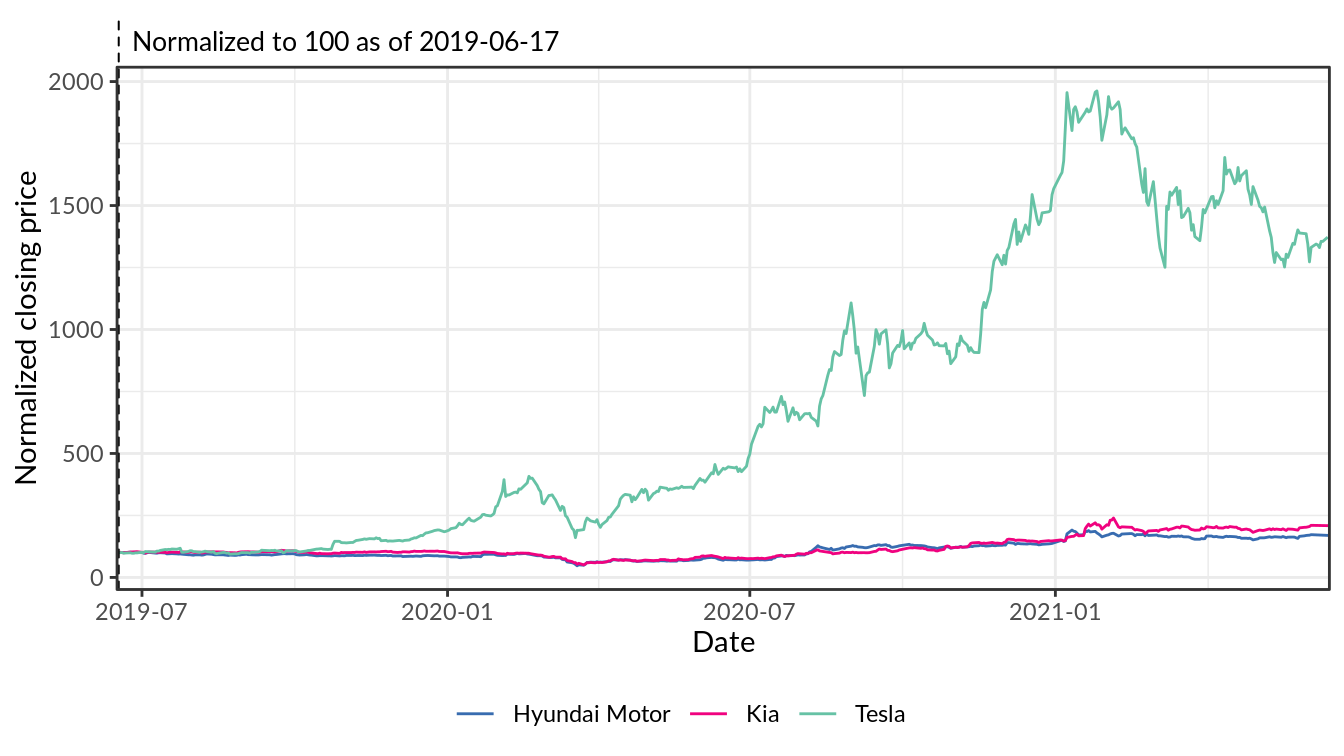 Normalized to 100 as of 2019-06-17
Normalized closing price
2000
1500
1000
500
0
2019-07 2020-01 2020-07 2021-01
Date
Hyundai Motor Kia Tesla